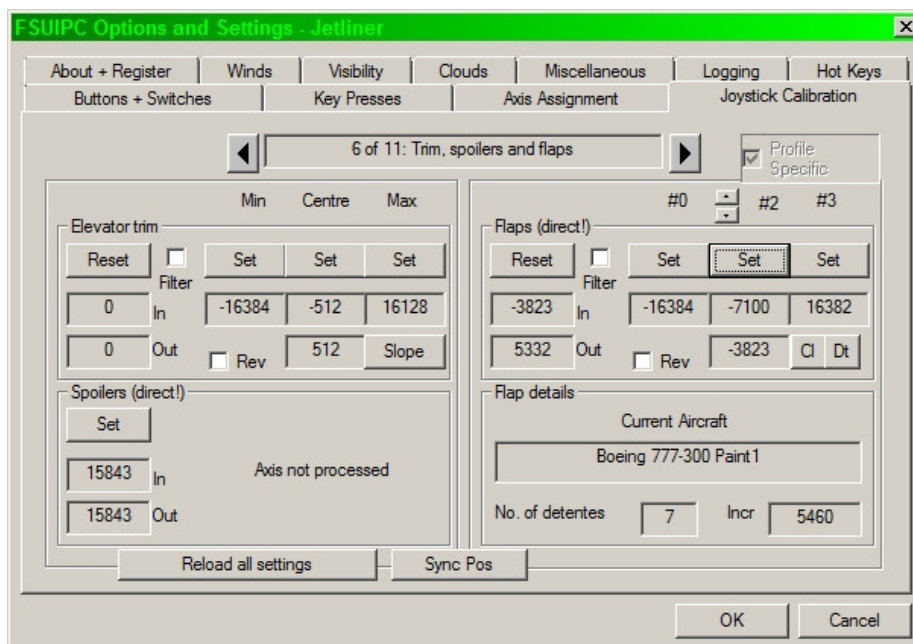 FSUIPC Options and Settings - Jetliner
About + Register Winds Visibility Clouds Miscellaneous Logging Hot Keys
Buttons + Switches Key Presses Axis Assignment Joystick Calibration
6 of 11: Trim, spoilers and flaps
Profile Specific
Min Centre Max
Elevator trim
Reset Filter Set Set Set
0 In -16384 -512 16128
0 Out Rev 512 Slope
Spoilers (direct!)
Set
15843 In Axis not processed
15843 Out
#0 #2 #3
Flaps (direct!)
Reset Filter Set Set Set
-3823 In -16384 -7100 16382
5332 Out Rev -3823 Cl Dt
Flap details
Current Aircraft
Boeing 777-300 Paint1
No. of detentes 7 Incr 5460
Reload all settings Sync Pos
OK Cancel